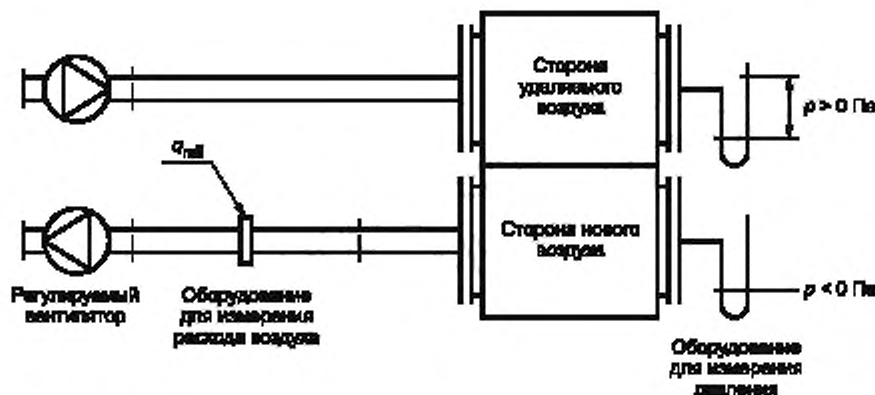 Сторона
удаляемого
воздуха
p > 0 Па
Сторона нового
воздуха
p < 0 Па
Регулируемый
вентилятор
Оборудование
для измерения
расхода воздуха
Оборудование
для измерения
давления